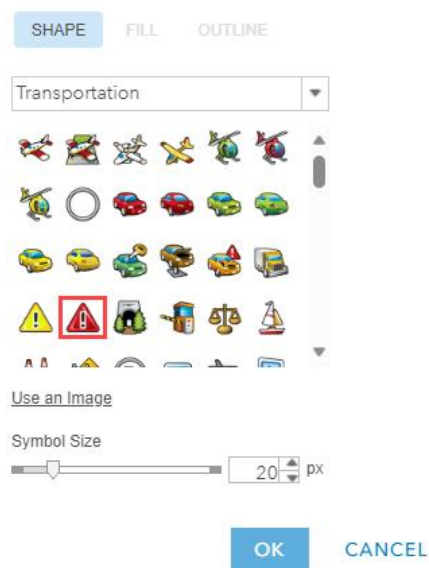 SHAPE FILL OUTLINE
Transportation
Use an Image
Symbol Size
20 px
OK CANCEL